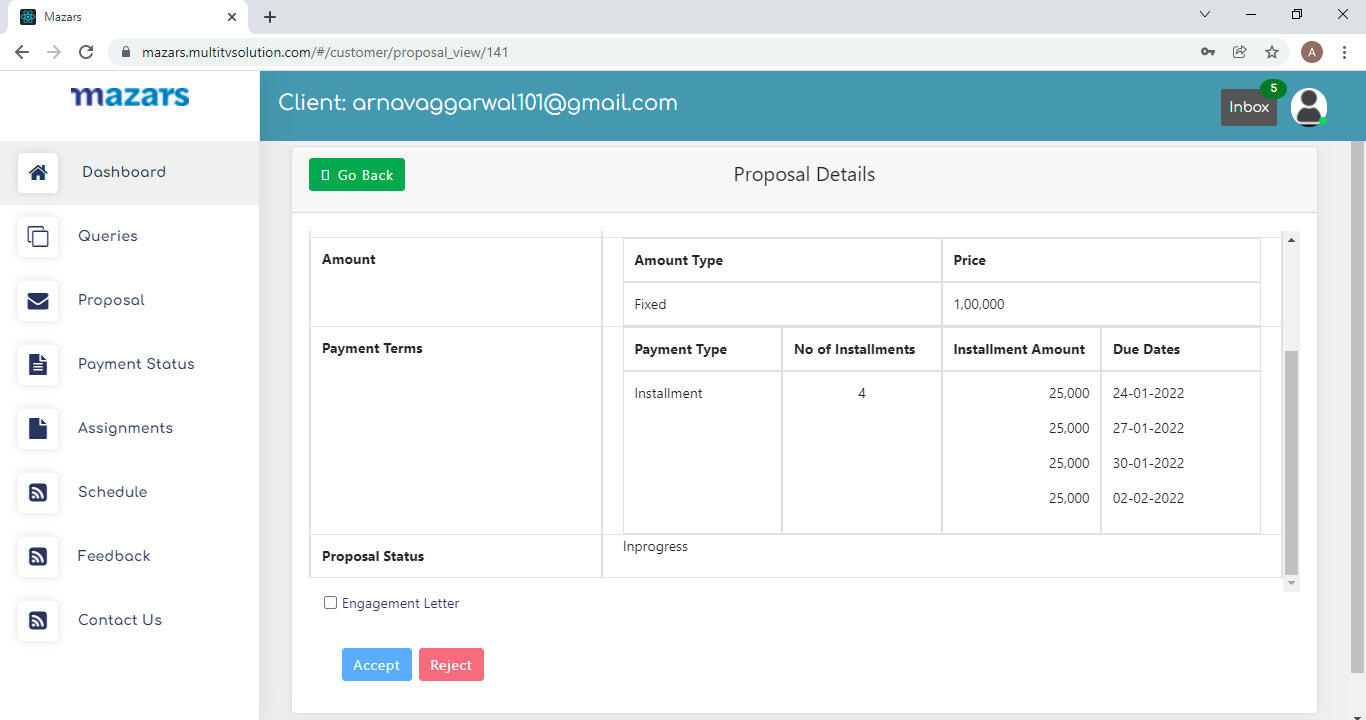 Mazars
mazars.multitvsolution.com/#/customer/proposal_view/141
A
mazars
Client: arnavaggarwal101@gmail.com
Inbox
5
Dashboard
Queries
Proposal
Payment Status
Assignments
Schedule
Feedback
Contact Us
Go Back
Proposal Details
Amount
Amount Type Price
Fixed 1,00,000
Payment Terms
Payment Type No of Installments Installment Amount Due Dates
Installment 4 25,000 24-01-2022
25,000 27-01-2022
25,000 30-01-2022
25,000 02-02-2022
Proposal Status Inprogress
Engagement Letter
Accept Reject